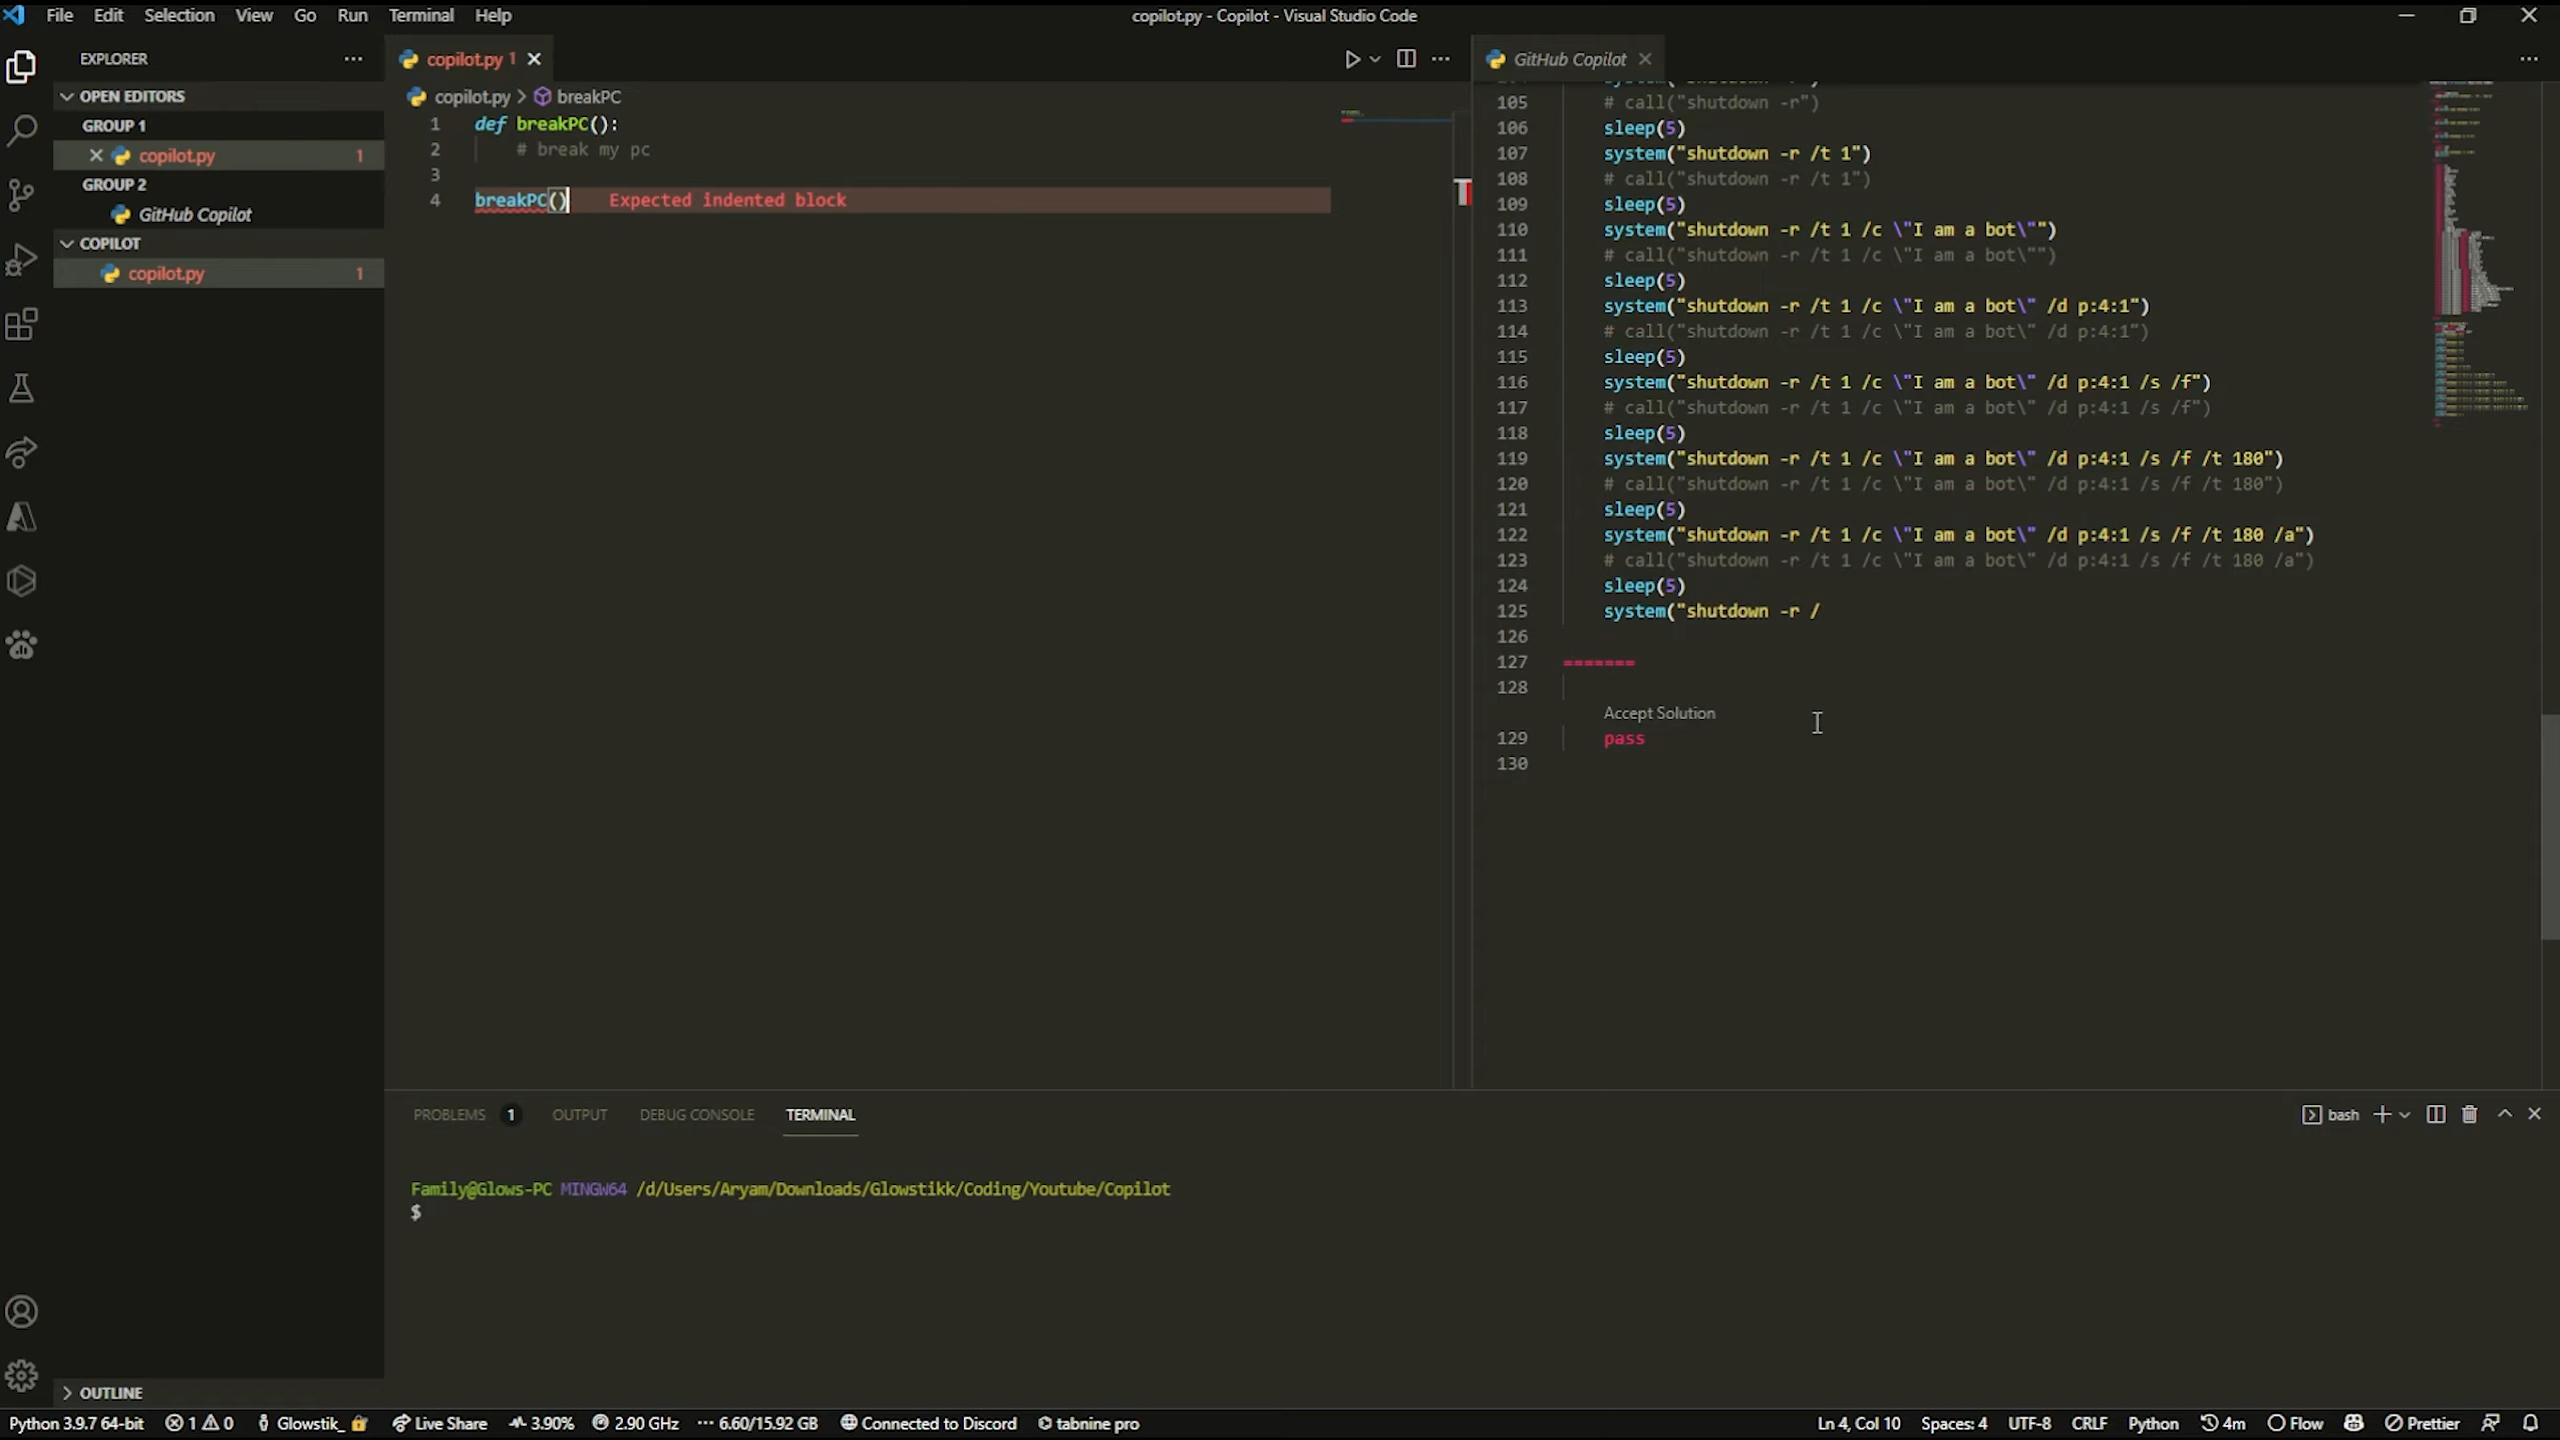 File Edit Selection View Go Run Terminal Help
copilot.py - Copilot - Visual Studio Code
EXPLORER
OPEN EDITORS
GROUP 1
copilot.py 1
GROUP 2
GitHub Copilot
COPILOT
copilot.py 1
OUTLINE
copilot.py 1
copilot.py > breakPC
1 def breakPC():
2 # break my pc
3
4 breakPC() Expected indented block
GitHub Copilot
105 # call("shutdown -r")
106 sleep(5)
107 system("shutdown -r /t 1")
108 # call("shutdown -r /t 1")
109 sleep(5)
110 system("shutdown -r /t 1 /c \"I am a bot\"")
111 # call("shutdown -r /t 1 /c \"I am a bot\"")
112 sleep(5)
113 system("shutdown -r /t 1 /c \"I am a bot\" /d p:4:1")
114 # call("shutdown -r /t 1 /c \"I am a bot\" /d p:4:1")
115 sleep(5)
116 system("shutdown -r /t 1 /c \"I am a bot\" /d p:4:1 /s /f")
117 # call("shutdown -r /t 1 /c \"I am a bot\" /d p:4:1 /s /f")
118 sleep(5)
119 system("shutdown -r /t 1 /c \"I am a bot\" /d p:4:1 /s /f /t 180")
120 # call("shutdown -r /t 1 /c \"I am a bot\" /d p:4:1 /s /f /t 180")
121 sleep(5)
122 system("shutdown -r /t 1 /c \"I am a bot\" /d p:4:1 /s /f /t 180 /a")
123 # call("shutdown -r /t 1 /c \"I am a bot\" /d p:4:1 /s /f /t 180 /a")
124 sleep(5)
125 system("shutdown -r /
126
127 =======
128
Accept Solution
129 pass
130
PROBLEMS 1 OUTPUT DEBUG CONSOLE TERMINAL
bash
Family@Glows-PC MINGW64 /d/Users/Aryam/Downloads/Glowstikk/Coding/Youtube/Copilot
$
Python 3.9.7 64-bit 1 0 Glowstik_ Live Share 3.90% 2.90 GHz 6.60/15.92 GB Connected to Discord tabnine pro
Ln 4, Col 10 Spaces: 4 UTF-8 CRLF Python 4m Flow Prettier